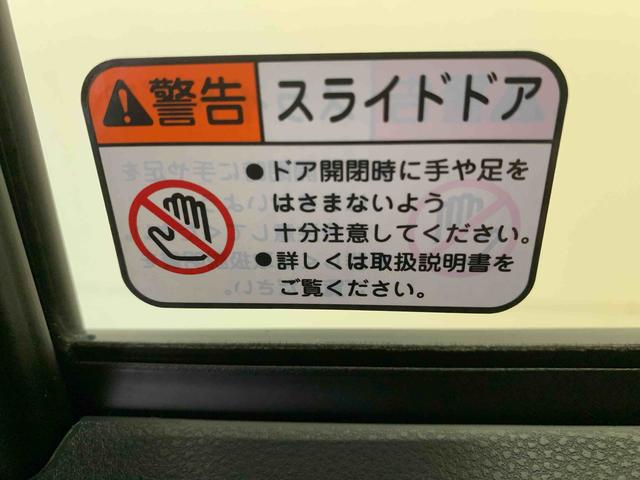 警告 スライドドア
●ドア開閉時に手や足を
はさまないよう
十分注意してください。
●詳しくは取扱説明書を
ご覧ください。